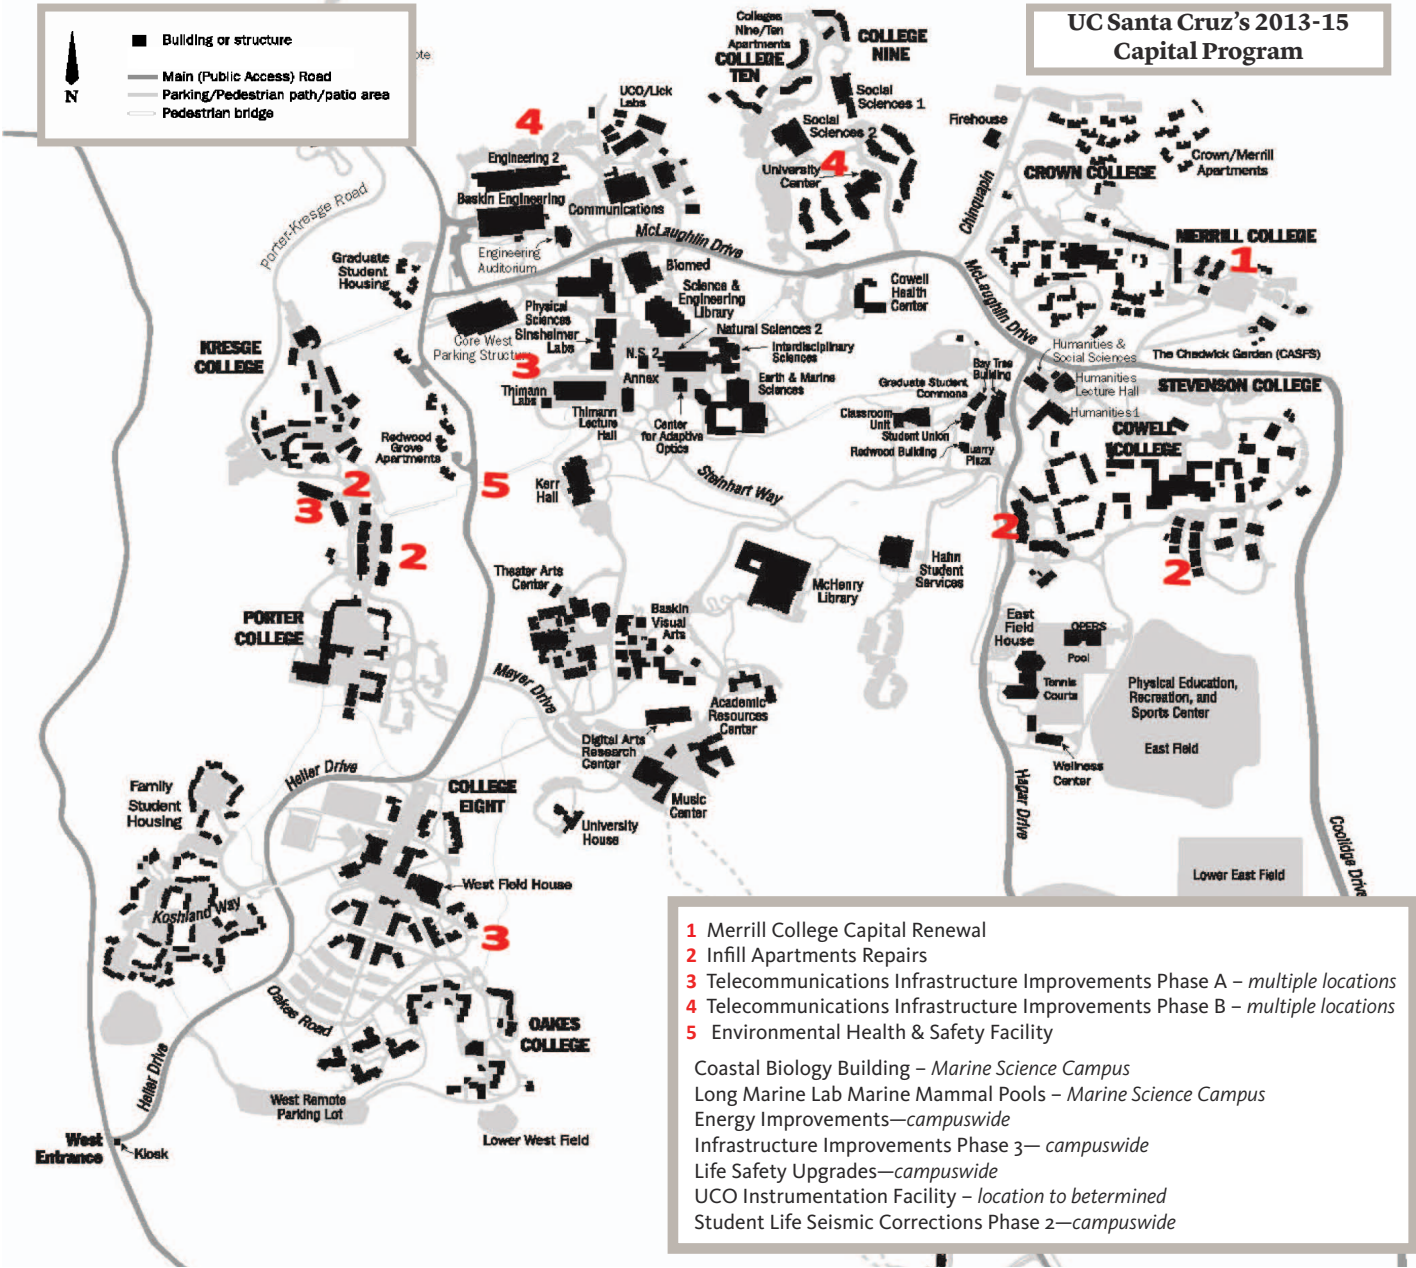 Building or structure
Main (Public Access) Road
Parking/Pedestrian path/patio area
Pedestrian bridge
N
UC Santa Cruz's 2013-15
Capital Program
Colleges
Nine/Ten
Apartments
COLLEGE
NINE
COLLEGE
TEN
Social
Sciences 1
Social
Sciences 2
University
Center
4
UCO/Lick
Labs
4
Engineering 2
Baskin Engineering
Communications
Engineering
Auditorium
McLaughlin Drive
Firehouse
Chinquapin
CROWN COLLEGE
Crown/Merrill
Apartments
MERRILL COLLEGE
1
Porter-Kresge Road
Graduate
Student
Housing
Biomed
Science &
Engineering
Library
Cowell
Health
Center
McLaughlin Drive
Physical
Sciences
Sinsheimer
Labs
Core West
Parking Structure
3
Natural Sciences 2
Interdisciplinary
Sciences
N.S. 2
Annex
Earth & Marine
Sciences
Thimann
Labs
Thimann
Lecture
Hall
Center
for Adaptive
Optics
KRESGE
COLLEGE
Redwood
Grove
Apartments
Humanities &
Social Sciences
The Chadwick Garden (CASFS)
Humanities
Lecture Hall
STEVENSON COLLEGE
Humanities 1
COWELL
COLLEGE
Bay Tree
Building
Graduate Student
Commons
Classroom
Unit
Student Union
Redwood Building
Quarry
Plaza
Steinhart Way
Kerr
Hall
5
2
3
2
2
2
Hahn
Student
Services
McHenry
Library
Theater Arts
Center
Baskin
Visual
Arts
PORTER
COLLEGE
East
Field
House
OPERS
Pool
Tennis
Courts
Physical Education,
Recreation, and
Sports Center
East Field
Wellness
Center
Meyer Drive
Academic
Resources
Center
Digital Arts
Research
Center
Music
Center
University
House
Hagar Drive
Coolidge Drive
Lower East Field
Heller Drive
Family
Student
Housing
COLLEGE
EIGHT
West Field House
Koshland Way
3
Oakes Road
OAKES
COLLEGE
Heller Drive
West Remote
Parking Lot
Lower West Field
West
Entrance
Kiosk
1 Merrill College Capital Renewal
2 Infill Apartments Repairs
3 Telecommunications Infrastructure Improvements Phase A – multiple locations
4 Telecommunications Infrastructure Improvements Phase B – multiple locations
5 Environmental Health & Safety Facility
Coastal Biology Building – Marine Science Campus
Long Marine Lab Marine Mammal Pools – Marine Science Campus
Energy Improvements—campuswide
Infrastructure Improvements Phase 3— campuswide
Life Safety Upgrades—campuswide
UCO Instrumentation Facility – location to betermined
Student Life Seismic Corrections Phase 2—campuswide